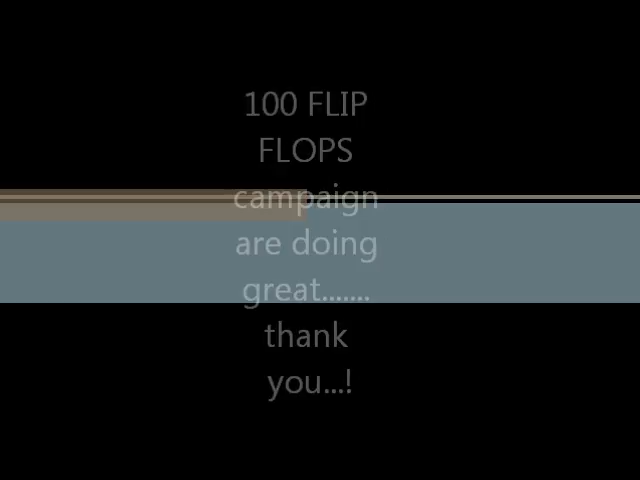 100 FLIP
FLOPS
campaign
are doing
great.......
thank
you...!